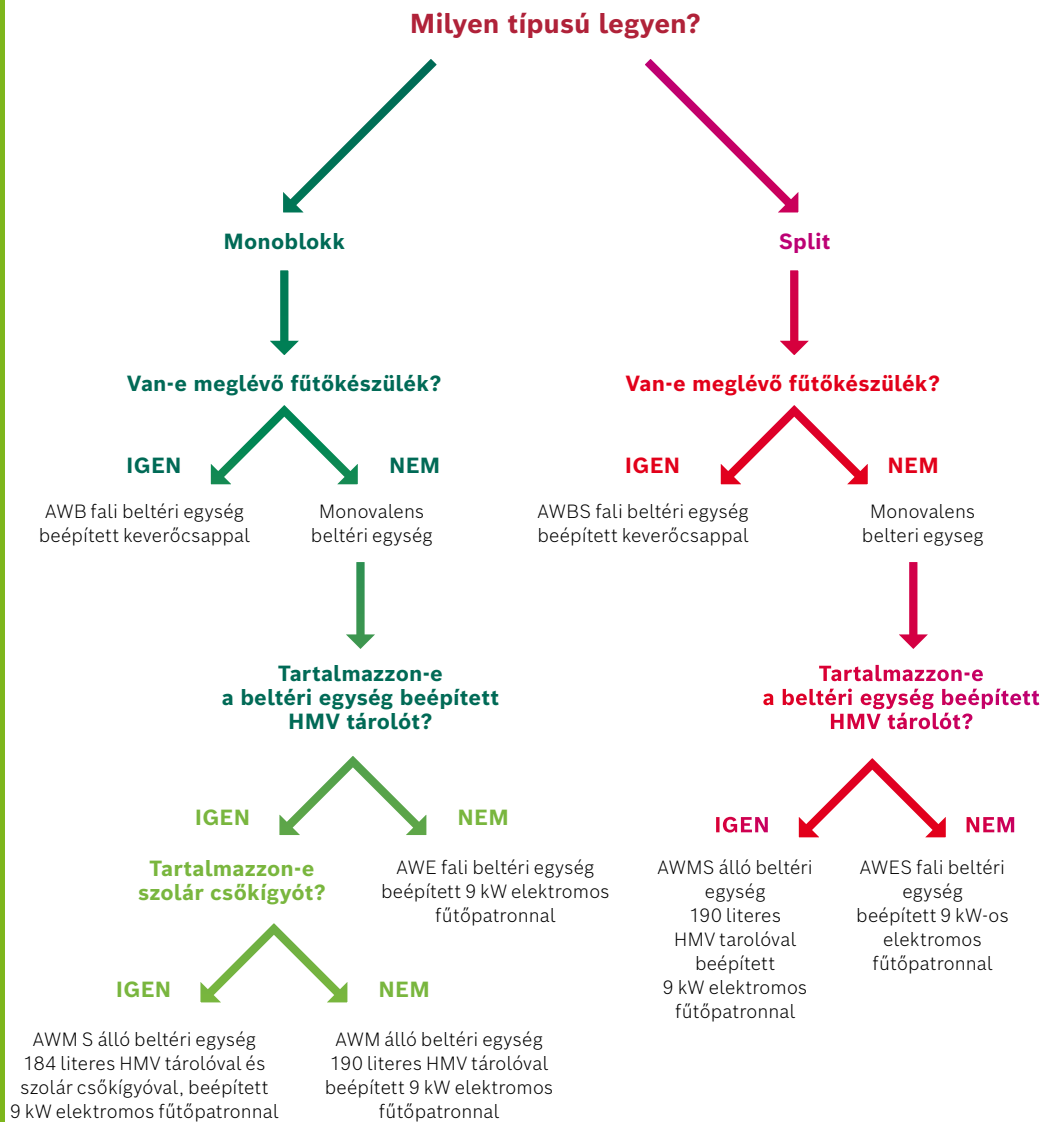 Milyen típusú legyen?
Monoblokk
Split
Van-e meglévő fűtőkészülék?
Van-e meglévő fűtőkészülék?
IGEN
NEM
IGEN
NEM
AWB fali beltéri egység
beépített keverőcsappal
Monovalens
beltéri egység
AWBS fali beltéri egység
beépített keverőcsappal
Monovalens
belteri egyseg
Tartalmazzon-e
a beltéri egység beépített
HMV tárolót?
Tartalmazzon-e
a beltéri egység beépített
HMV tárolót?
IGEN
NEM
IGEN
NEM
Tartalmazzon-e
szolár csőkígyót?
AWE fali beltéri egység
beépített 9 kW elektromos
fűtőpatronnal
AWMS álló beltéri
egység
190 literes
HMV tarolóval
beépített
9 kW elektromos
fűtőpatronnal
AWES fali beltéri
egység
beépített 9 kW-os
elektromos
fűtőpatronnal
IGEN
NEM
AWM S álló beltéri egység
184 literes HMV tárolóval és
szolár csőkígyóval, beépített
9 kW elektromos fűtőpatronnal
AWM álló beltéri egység
190 literes HMV tárolóval
beépített 9 kW elektromos
fűtőpatronnal